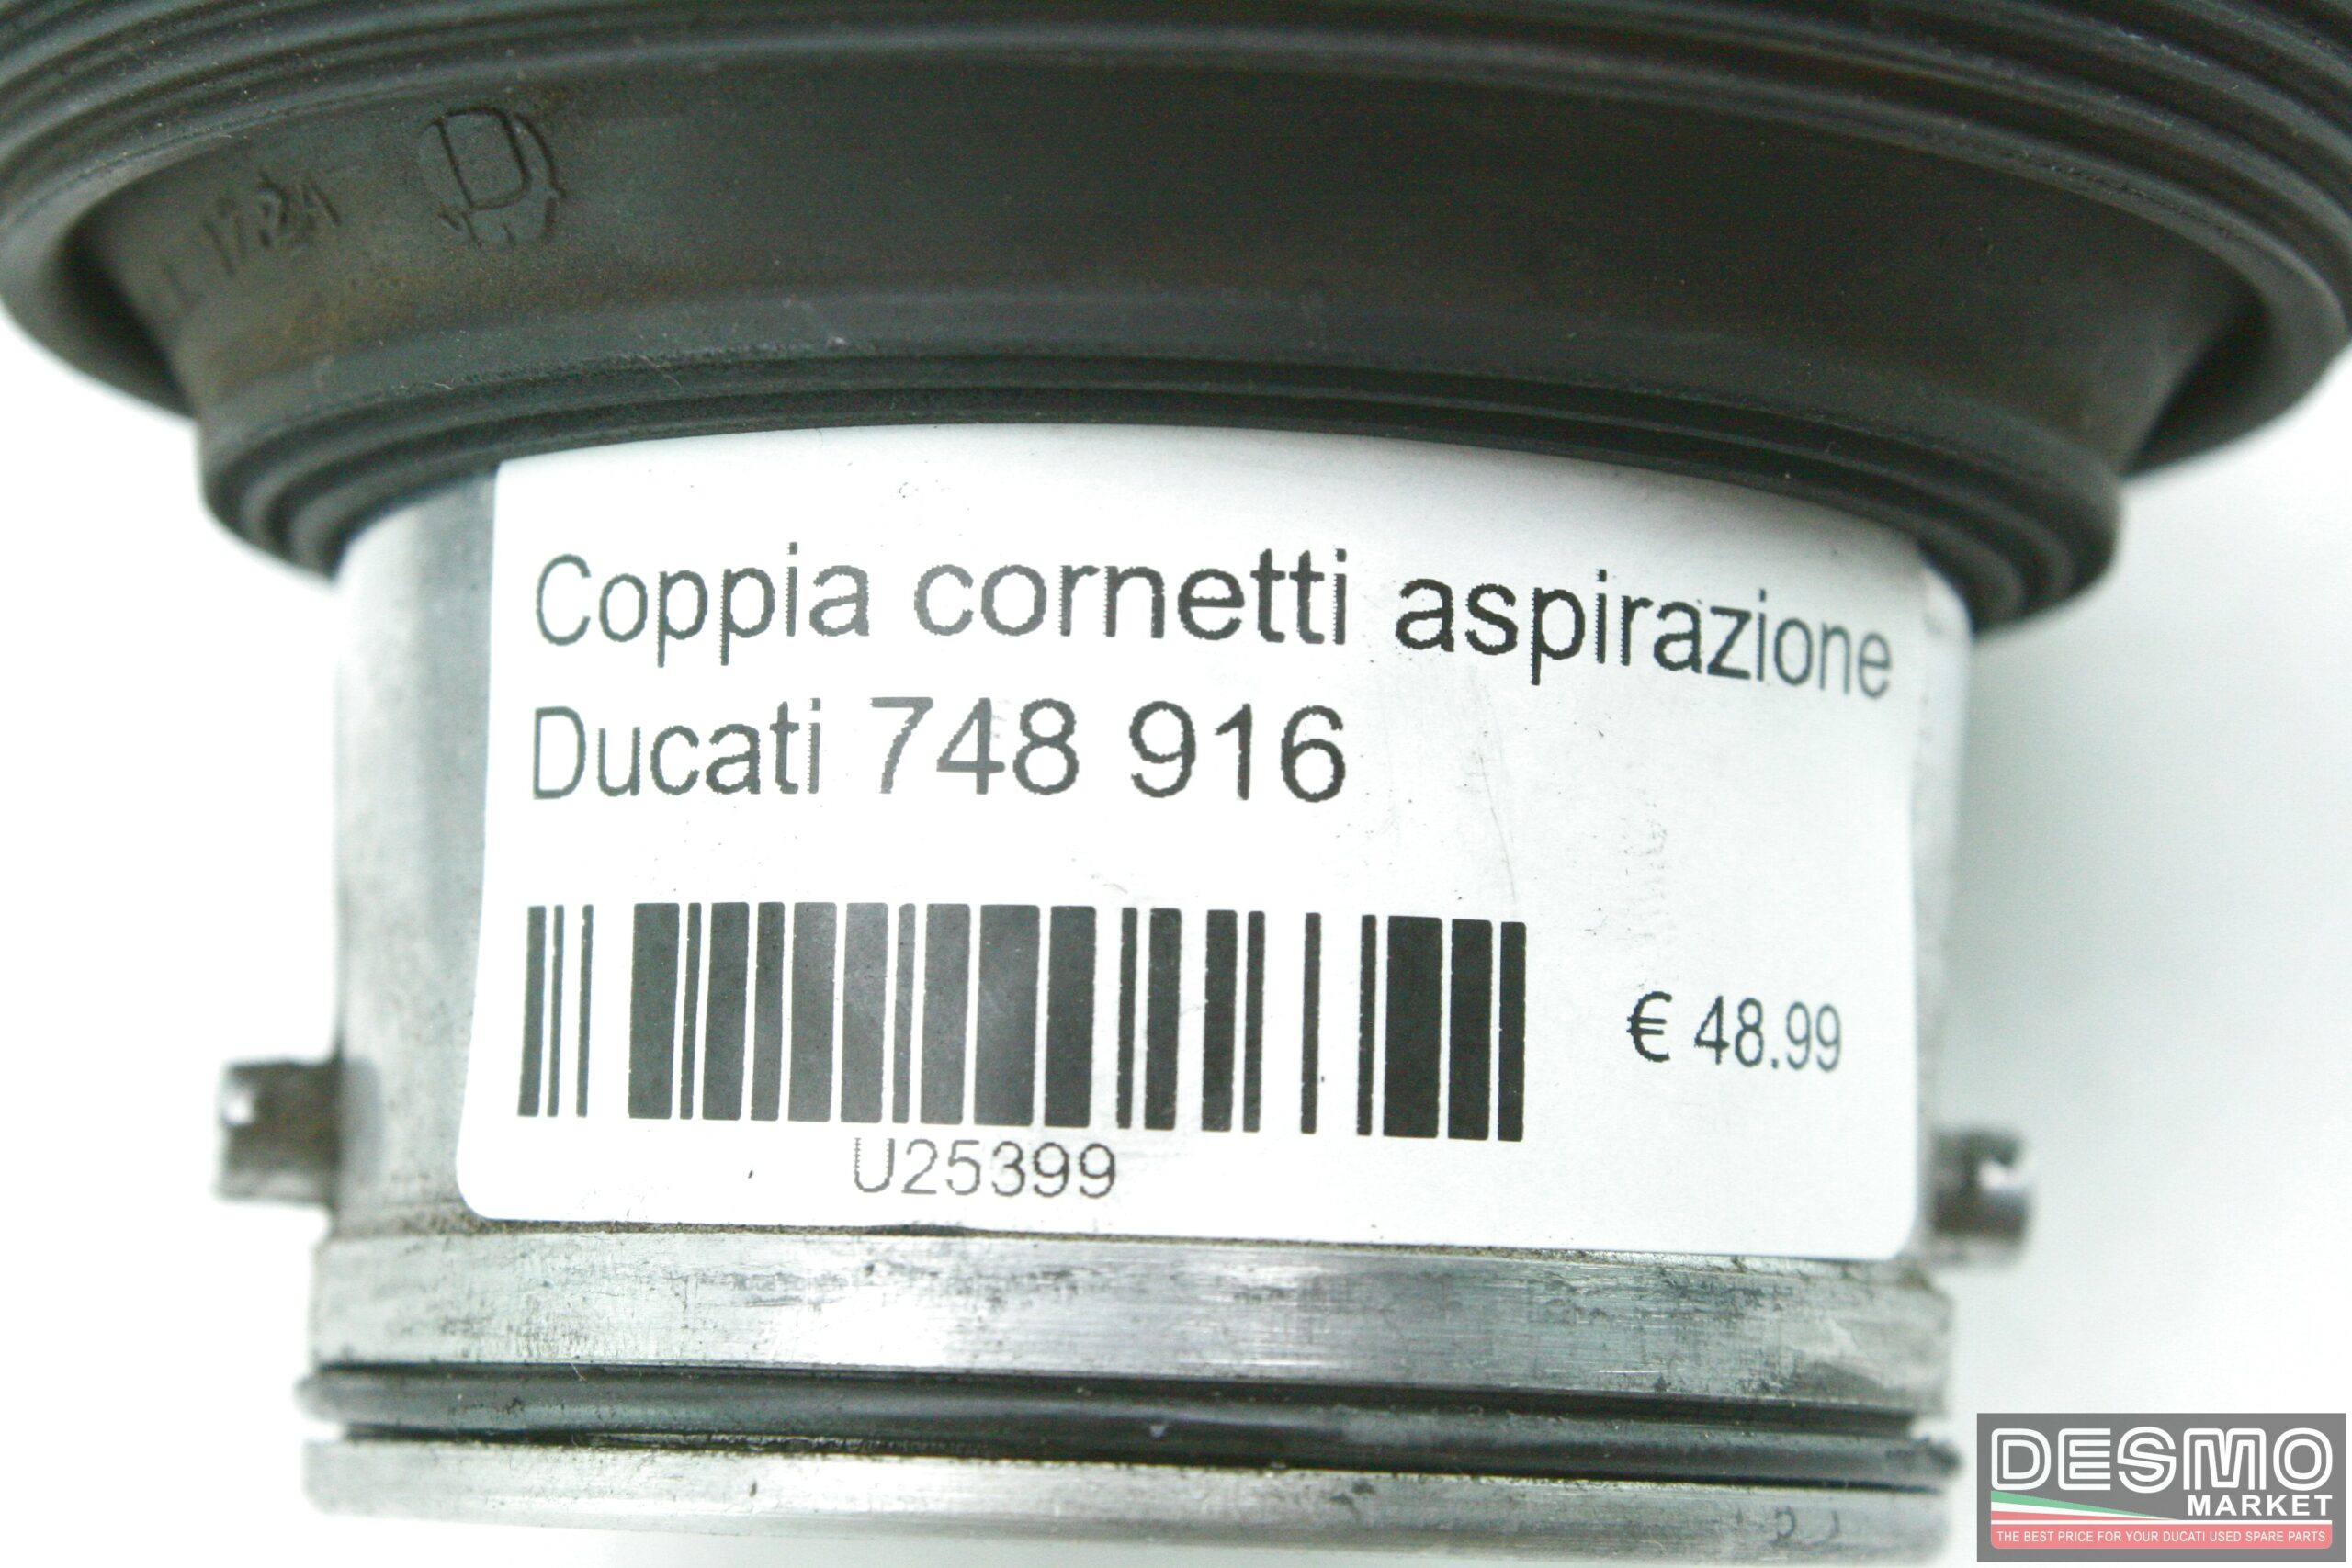 Coppia cornetti aspirazione
Ducati 748 916
€ 48.99
U25399
DESMO
MARKET
THE BEST PRICE FOR YOUR DUCATI USED SPARE PARTS